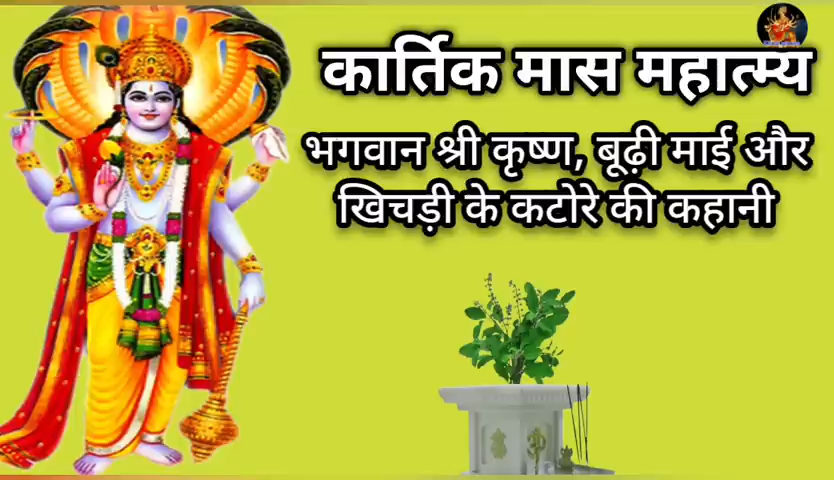 कार्तिक मास महात्म्य
भगवान श्री कृष्ण, बूढ़ी माई और
खिचड़ी के कटोरे की कहानी